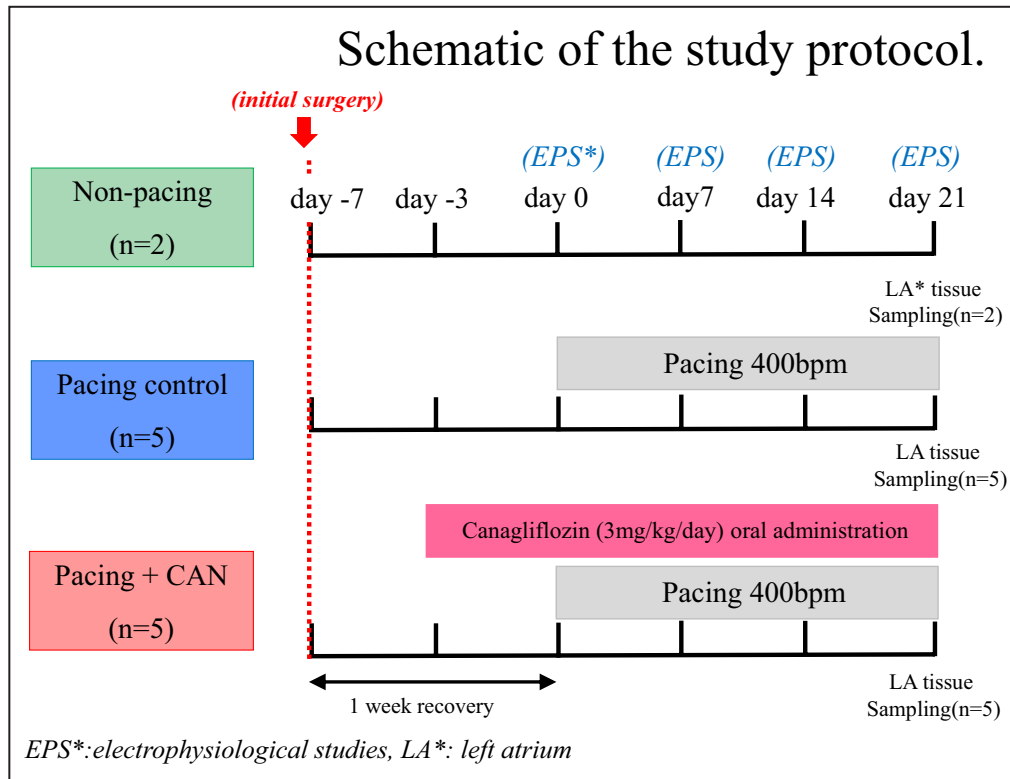 Schematic of the study protocol.
(initial surgery)
(EPS*) (EPS) (EPS) (EPS)
Non-pacing
(n=2)
day -7 day -3 day 0 day7 day 14 day 21
LA* tissue
Sampling(n=2)
Pacing control
(n=5)
Pacing 400bpm
LA tissue
Sampling(n=5)
Canagliflozin (3mg/kg/day) oral administration
Pacing + CAN
(n=5)
Pacing 400bpm
1 week recovery
LA tissue
Sampling(n=5)
EPS*:electrophysiological studies, LA*: left atrium